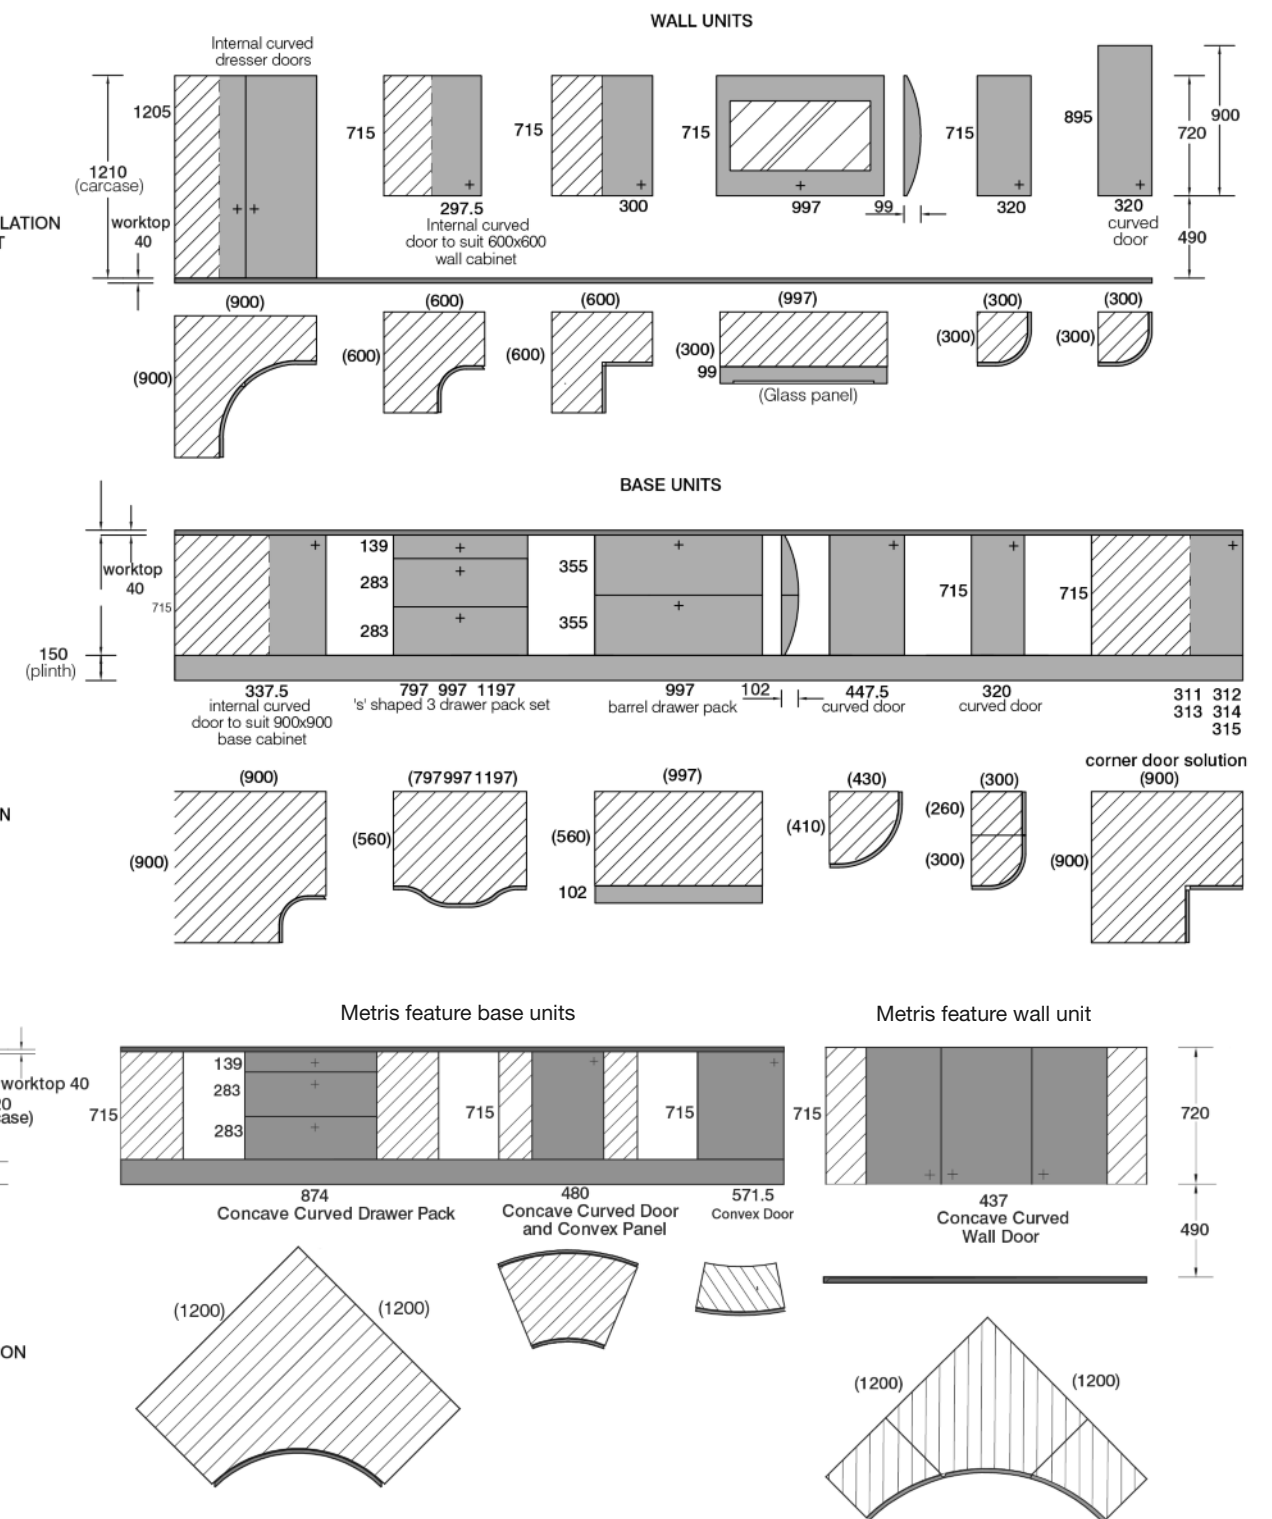 WALL UNITS
Internal curved
dresser doors
1205
1210
(carcase)
worktop
40
715
297.5
Internal curved
door to suit 600x600
wall cabinet
715
300
715
997
99
715
320
895
320
curved
door
720
900
490
LATION
T
(900)
(900)
(600)
(600)
(600)
(600)
(997)
(300)
99
(Glass panel)
(300)
(300)
(300)
(300)
BASE UNITS
worktop
40
715
150
(plinth)
139
283
283
355
355
715
715
337.5
internal curved
door to suit 900x900
base cabinet
797 997 1197
's' shaped 3 drawer pack set
997
barrel drawer pack
102
447.5
curved door
320
curved door
311 312
313 314
315
corner door solution
(900)
(900)
(900)
(797997 1197)
(560)
(997)
(560)
102
(430)
(410)
(300)
(260)
(300)
(900)
N
Metris feature base units
Metris feature wall unit
worktop 40
20
case)
715
139
283
283
715
715
715
720
490
874
Concave Curved Drawer Pack
480
Concave Curved Door
and Convex Panel
571.5
Convex Door
437
Concave Curved
Wall Door
(1200)
(1200)
(1200)
(1200)
ON